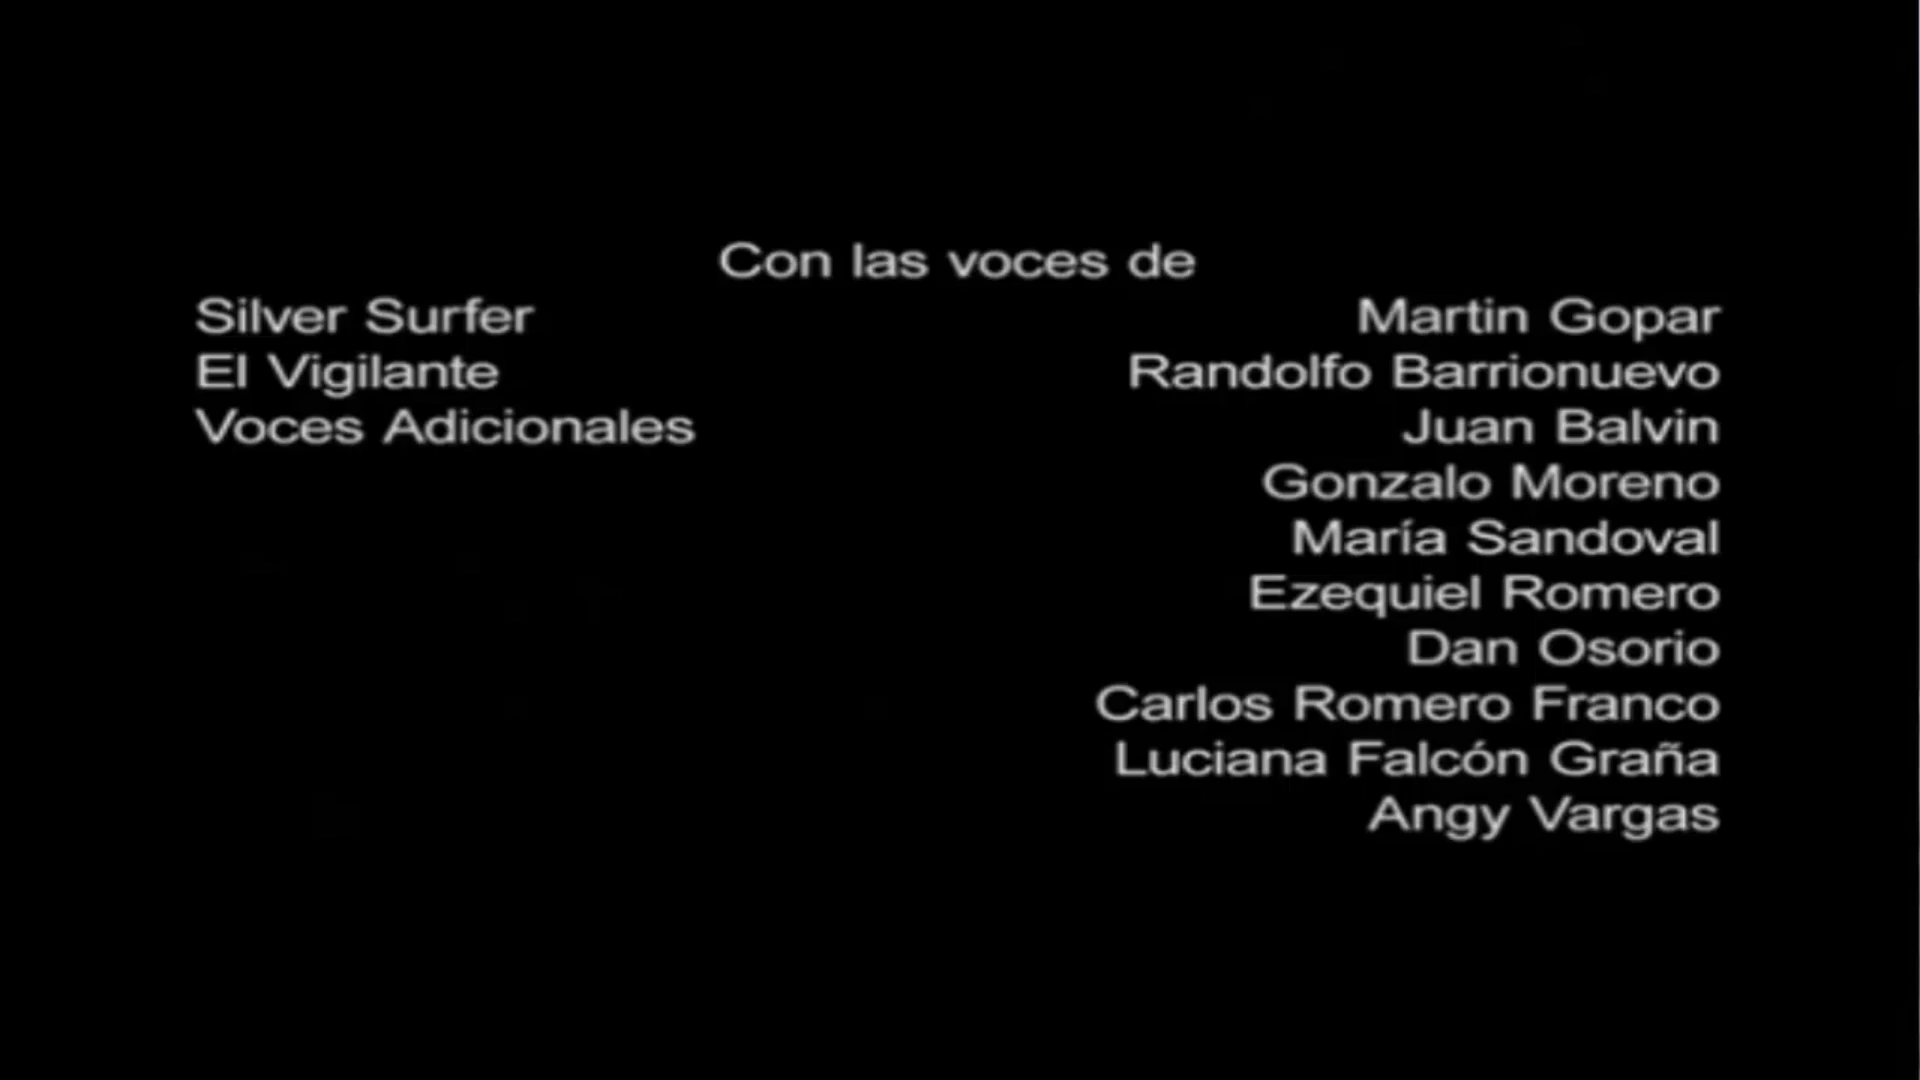 Con las voces de
Silver Surfer Martin Gopar
El Vigilante Randolfo Barrionuevo
Voces Adicionales Juan Balvin
Gonzalo Moreno
María Sandoval
Ezequiel Romero
Dan Osorio
Carlos Romero Franco
Luciana Falcón Graña
Angy Vargas